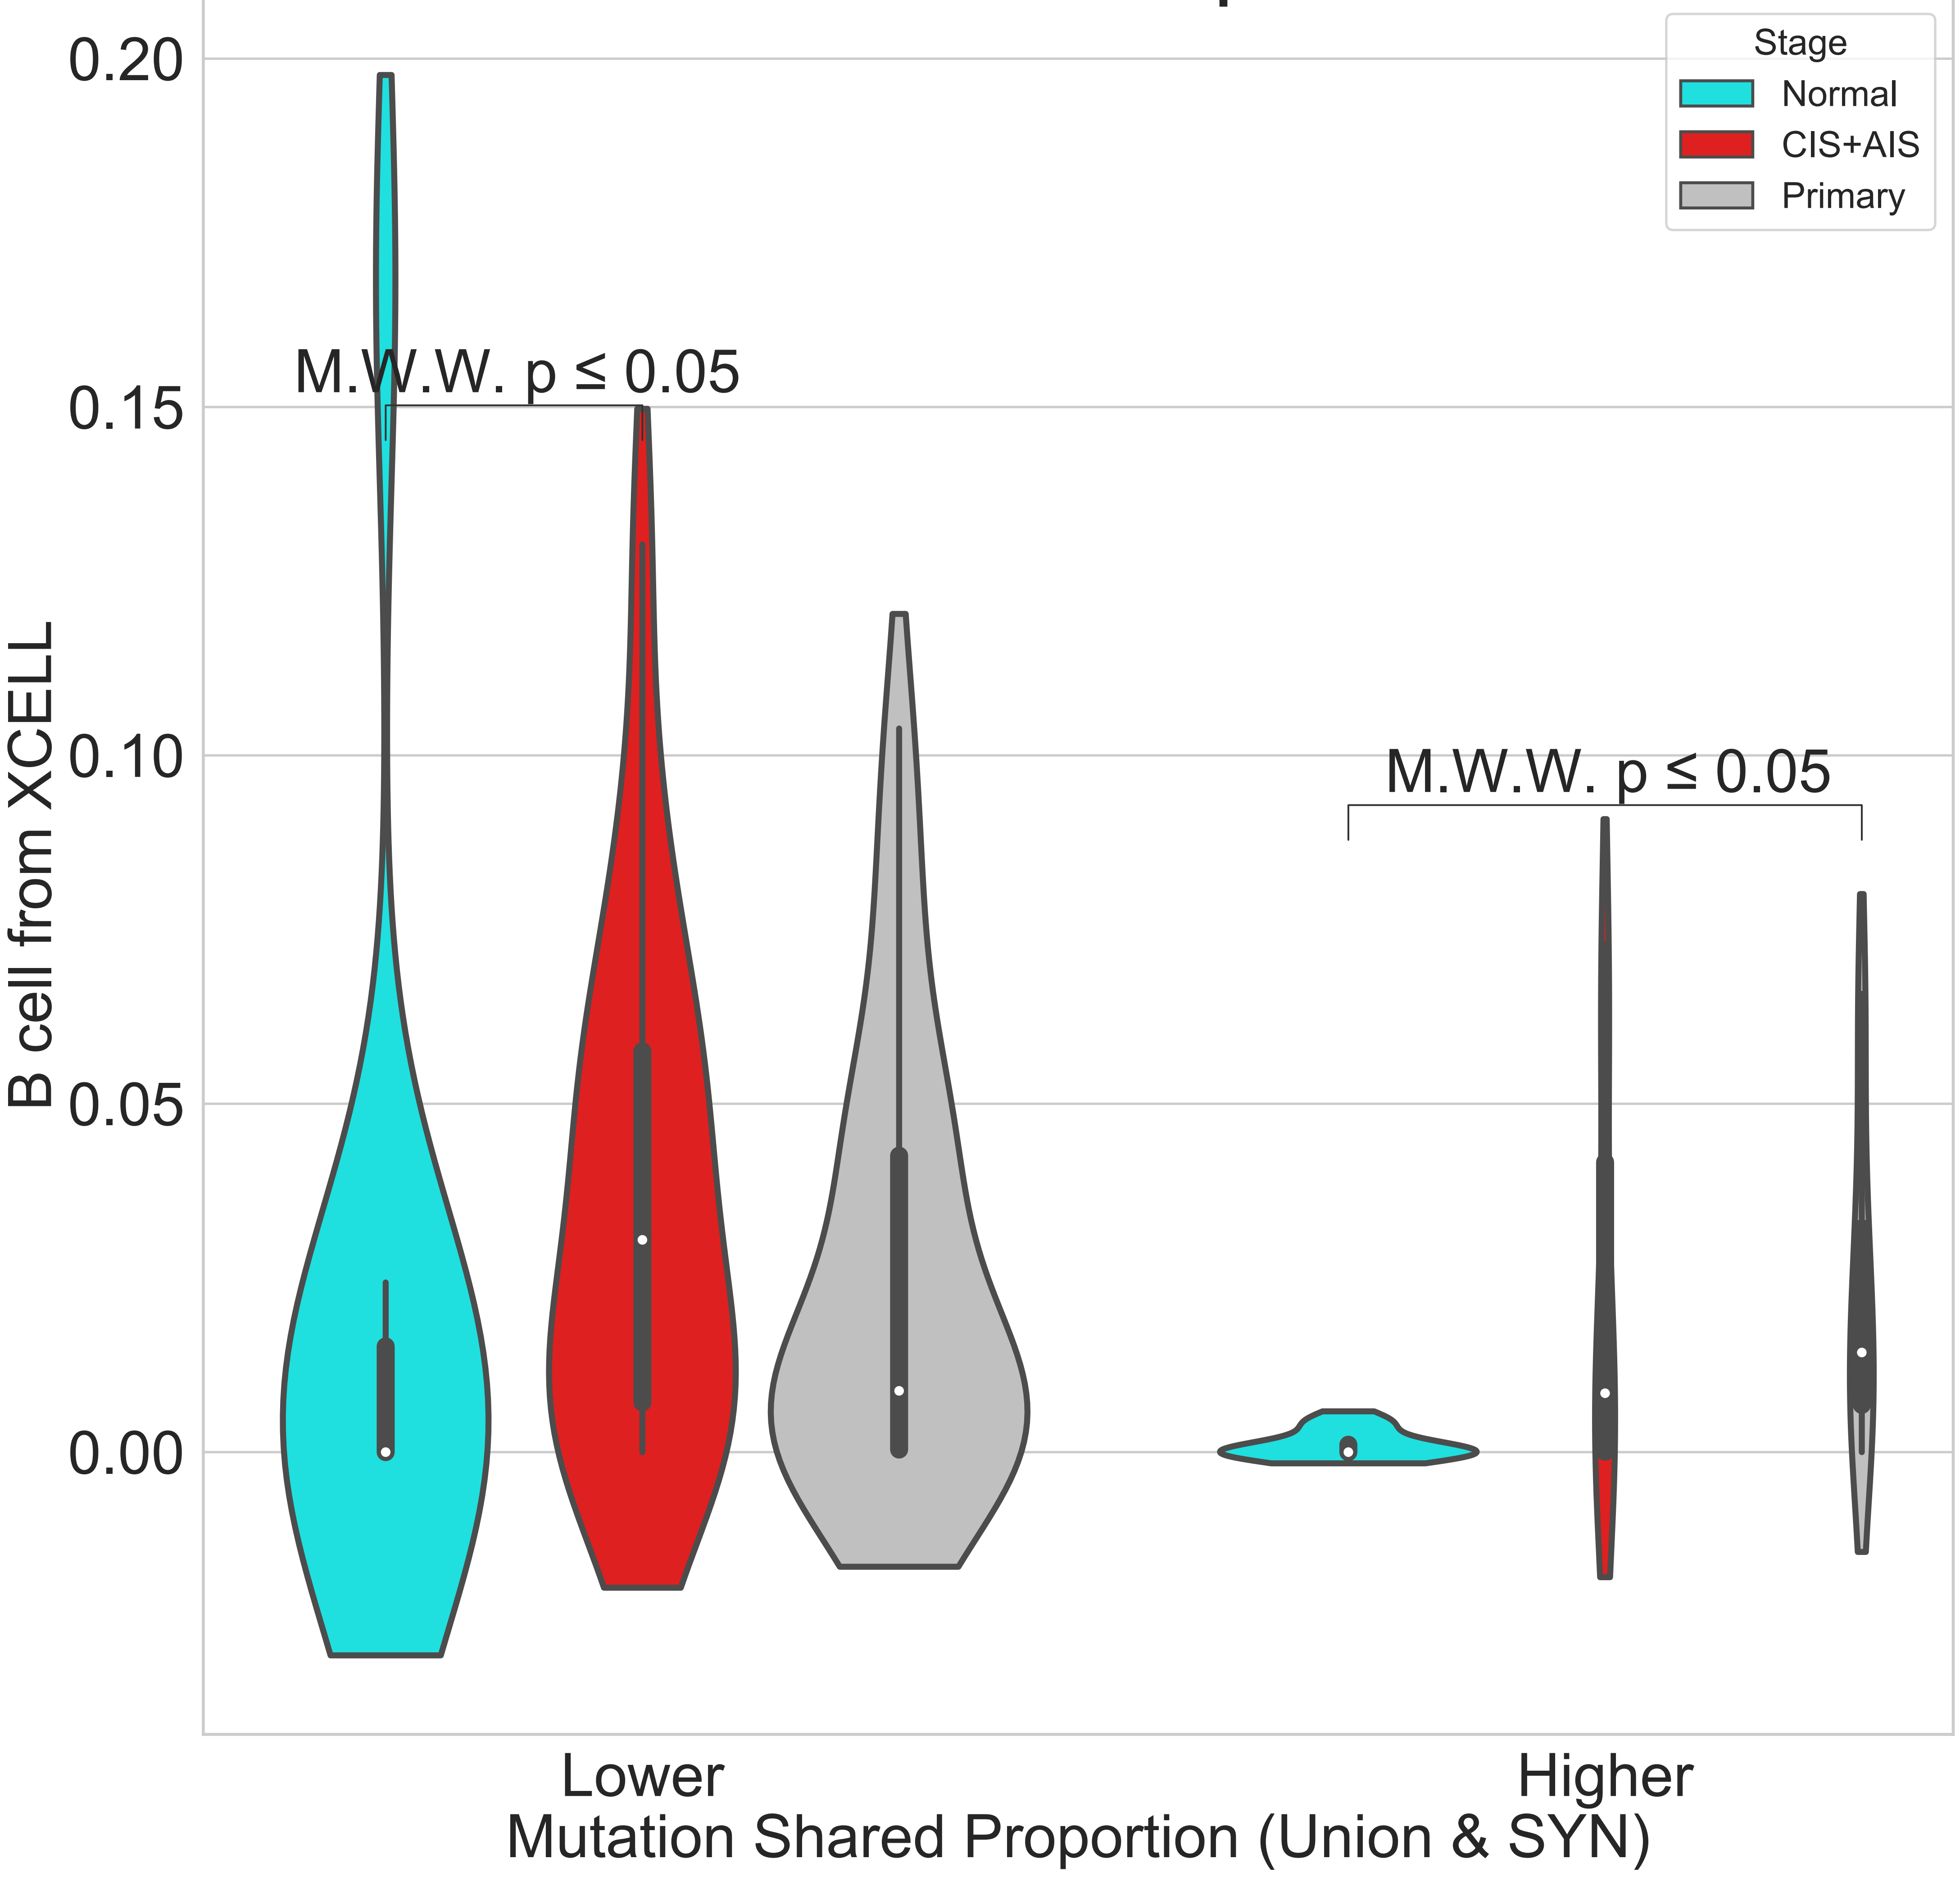 Stage
Normal
CIS+AIS
Primary
0.20
0.15
0.10
0.05
0.00
B cell from XCELL
M.W.W. p ≤ 0.05
M.W.W. p ≤ 0.05
Lower
Higher
Mutation Shared Proportion (Union & SYN)